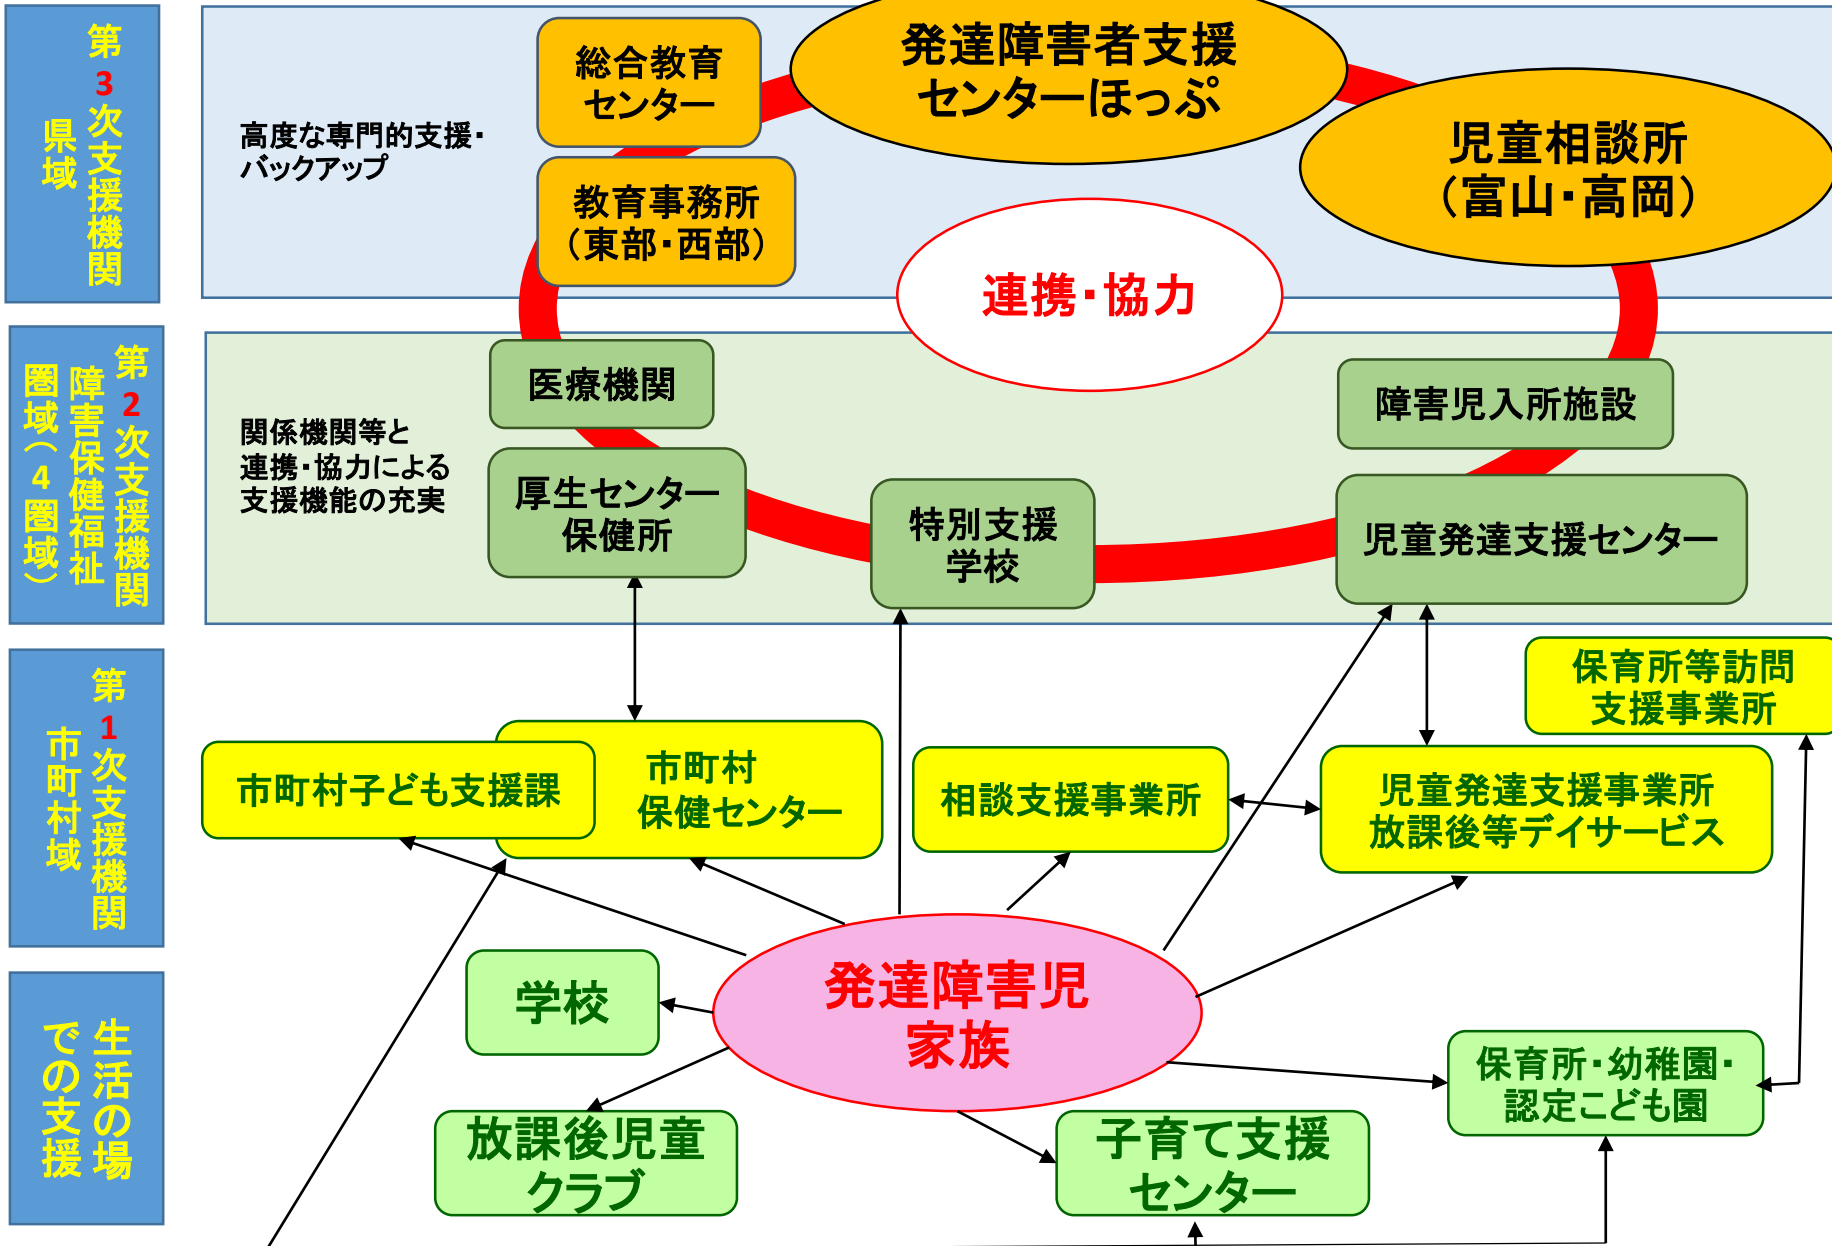 第3次支援機関
県域
高度な専門的支援・
バックアップ
総合教育
センター
発達障害者支援
センターほっぷ
児童相談所
（富山・高岡）
教育事務所
（東部・西部）
連携・協力
第2次支援機関
障害保健福祉
圏域（4圏域）
関係機関等と
連携・協力による
支援機能の充実
医療機関
厚生センター
保健所
特別支援
学校
障害児入所施設
児童発達支援センター
第1次支援機関
市町村域
保育所等訪問
支援事業所
市町村子ども支援課
市町村
保健センター
相談支援事業所
児童発達支援事業所
放課後等デイサービス
生活の場
での支援
発達障害児
家族
学校
放課後児童
クラブ
子育て支援
センター
保育所・幼稚園・
認定こども園